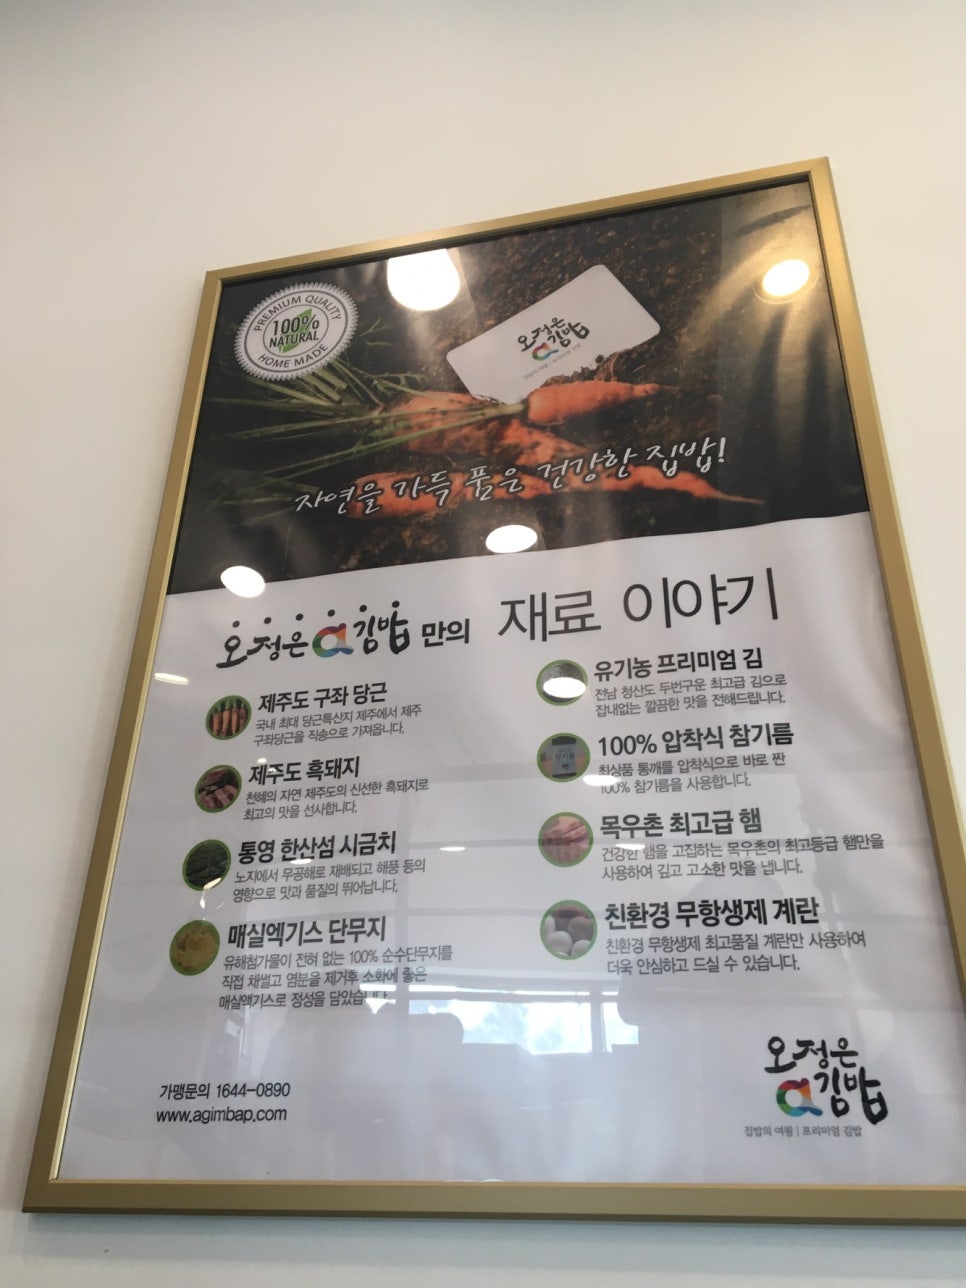 PREMIUM QUALITY
100%
NATURAL
HOME MADE
오정은
a김밥
집밥의 여왕 | 프리미엄 김밥
자연을 가득 품은 건강한 집밥!
오정은 a김밥 만의 재료 이야기
제주도 구좌 당근
국내 최대 당근특산지 제주에서 제주
구좌당근을 직송으로 가져옵니다.
제주도 흑돼지
천혜의 자연 제주도의 신선한 흑돼지로
최고의 맛을 선사합니다.
통영 한산섬 시금치
노지에서 무공해로 재배되고 해풍 등의
영향으로 맛과 품질의 뛰어납니다.
매실엑기스 단무지
유해첨가물이 전혀 없는 100% 순수단무지를
직접 채썰고 염분을 제거후 소화에 좋은
매실액기스로 정성을 담았습니다.
유기농 프리미엄 김
전남 청산도 두번구운 최고급 김으로
잡내없는 깔끔한 맛을 전해드립니다.
100% 압착식 참기름
최상품 통깨를 압착식으로 바로 짠
100% 참기름을 사용합니다.
목우촌 최고급 햄
건강한 햄을 고집하는 목우촌의 최고등급 햄만을
사용하여 깊고 고소한 맛을 냅니다.
친환경 무항생제 계란
친환경 무항생제 최고품질 계란만 사용하여
더욱 안심하고 드실 수 있습니다.
가맹문의 1644-0890
www.agimbap.com
오정은
a김밥
집밥의 여왕 | 프리미엄 김밥